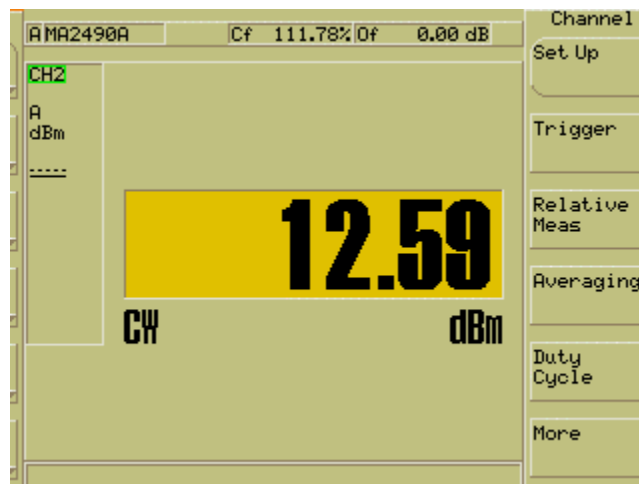 A MA2490A Cf 111.78% Of 0.00 dB
CH2
A
dBm
-----
12.59
CW dBm
Channel
Set Up
Trigger
Relative
Meas
Averaging
Duty
Cycle
More